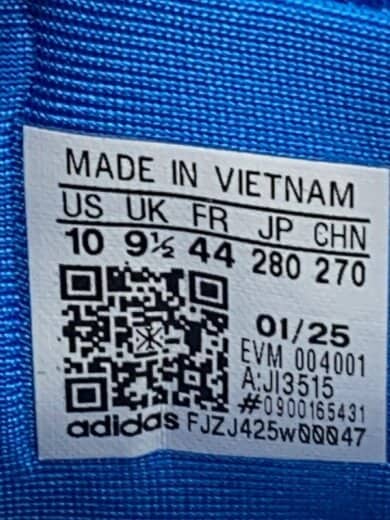 MADE IN VIETNAM
US UK FR JP CHN
10 9½ 44 280 270
01/25
EVM 004001
A:JI3515
#0900165431
adidas FJZJ425w00047